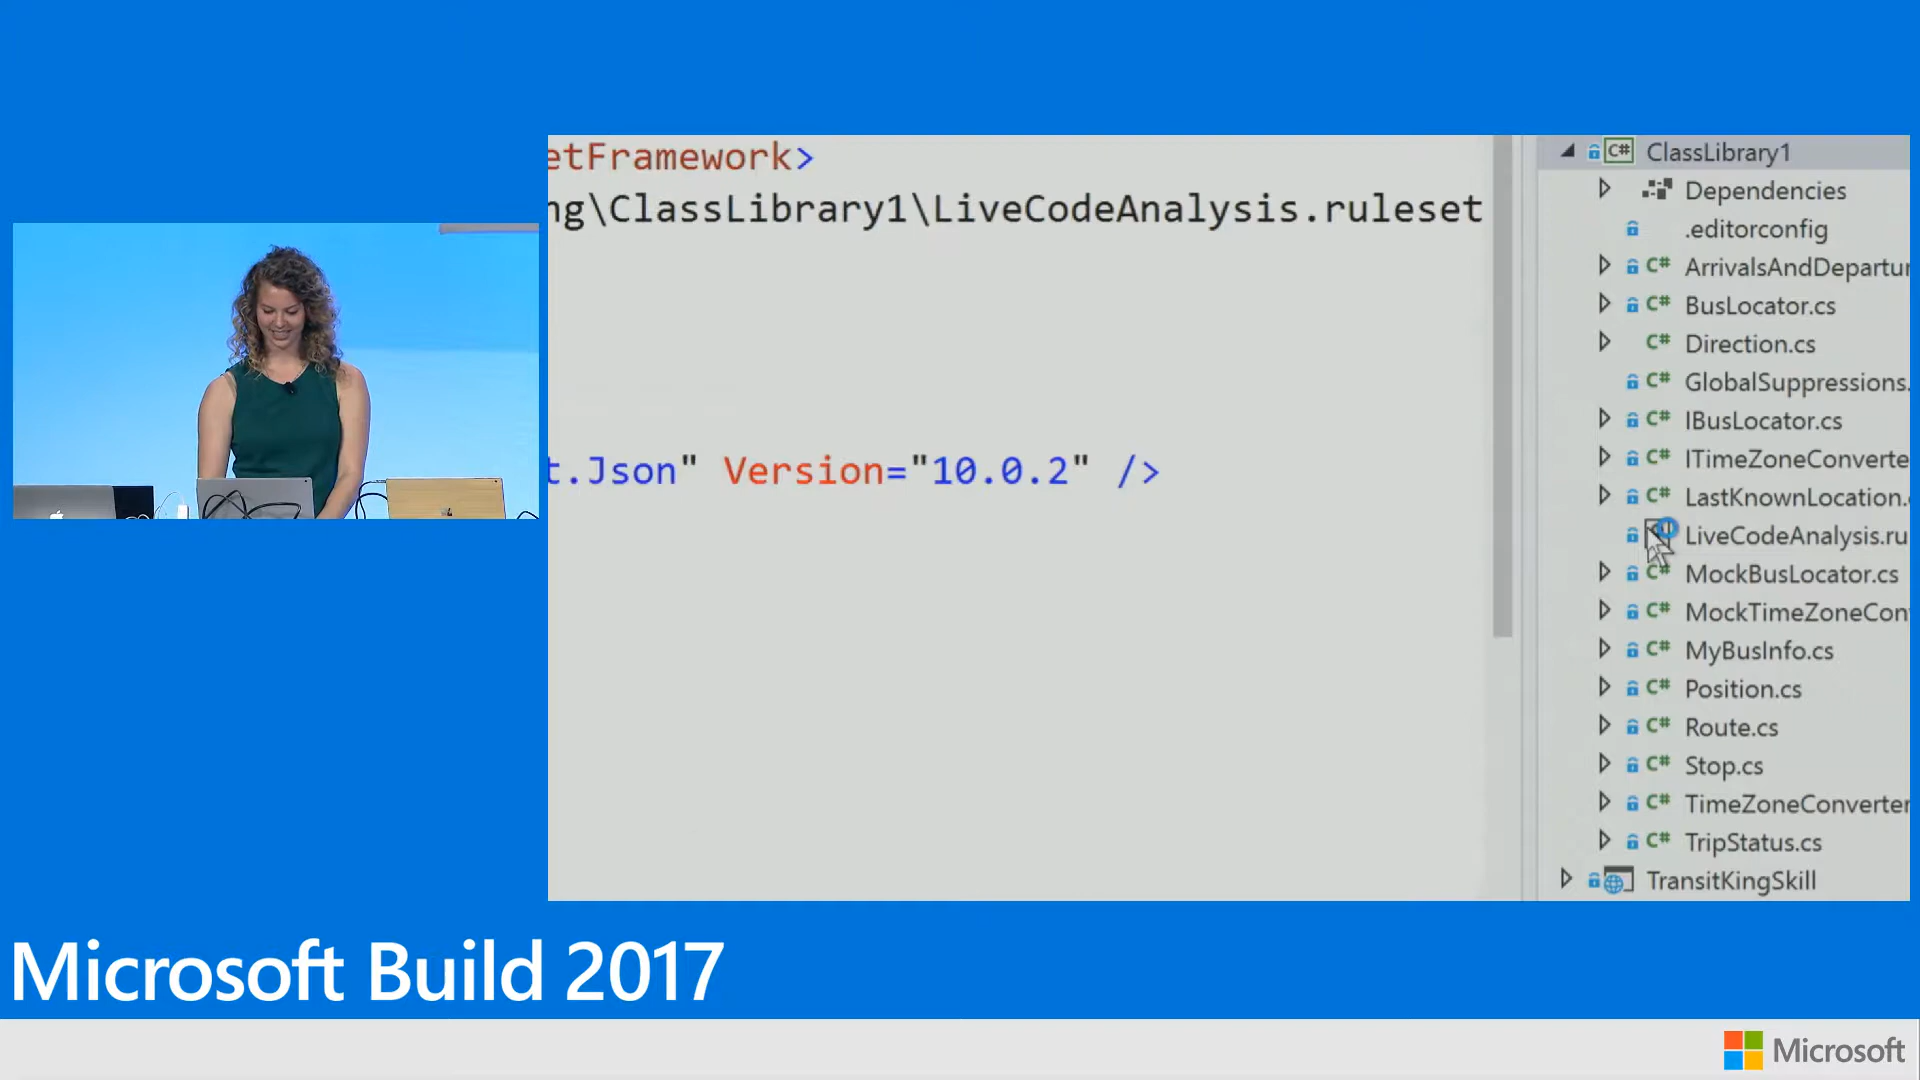 etFramework>
ng\ClassLibrary1\LiveCodeAnalysis.ruleset
t.Json" Version="10.0.2" />
C# ClassLibrary1
Dependencies
.editorconfig
C# ArrivalsAndDepartur
C# BusLocator.cs
C# Direction.cs
C# GlobalSuppressions.
C# IBusLocator.cs
C# ITimeZoneConverte
C# LastKnownLocation.
LiveCodeAnalysis.ru
C# MockBusLocator.cs
C# MockTimeZoneCon
C# MyBusInfo.cs
C# Position.cs
C# Route.cs
C# Stop.cs
C# TimeZoneConverter
C# TripStatus.cs
TransitKingSkill
Microsoft Build 2017
Microsoft